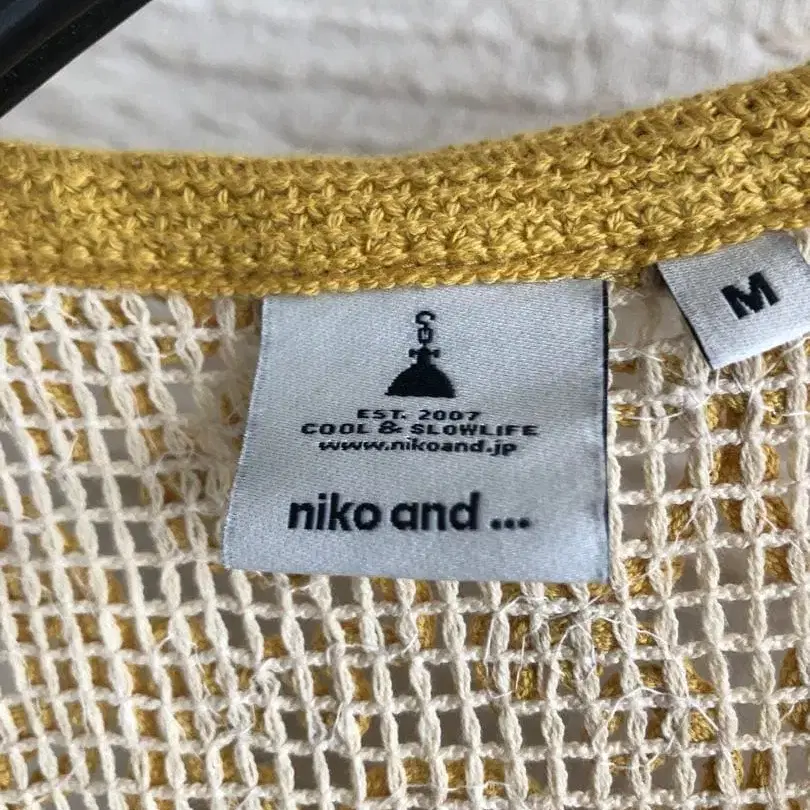 M
EST. 2007
COOL & SLOWLIFE
www.nikoand.jp
niko and ...